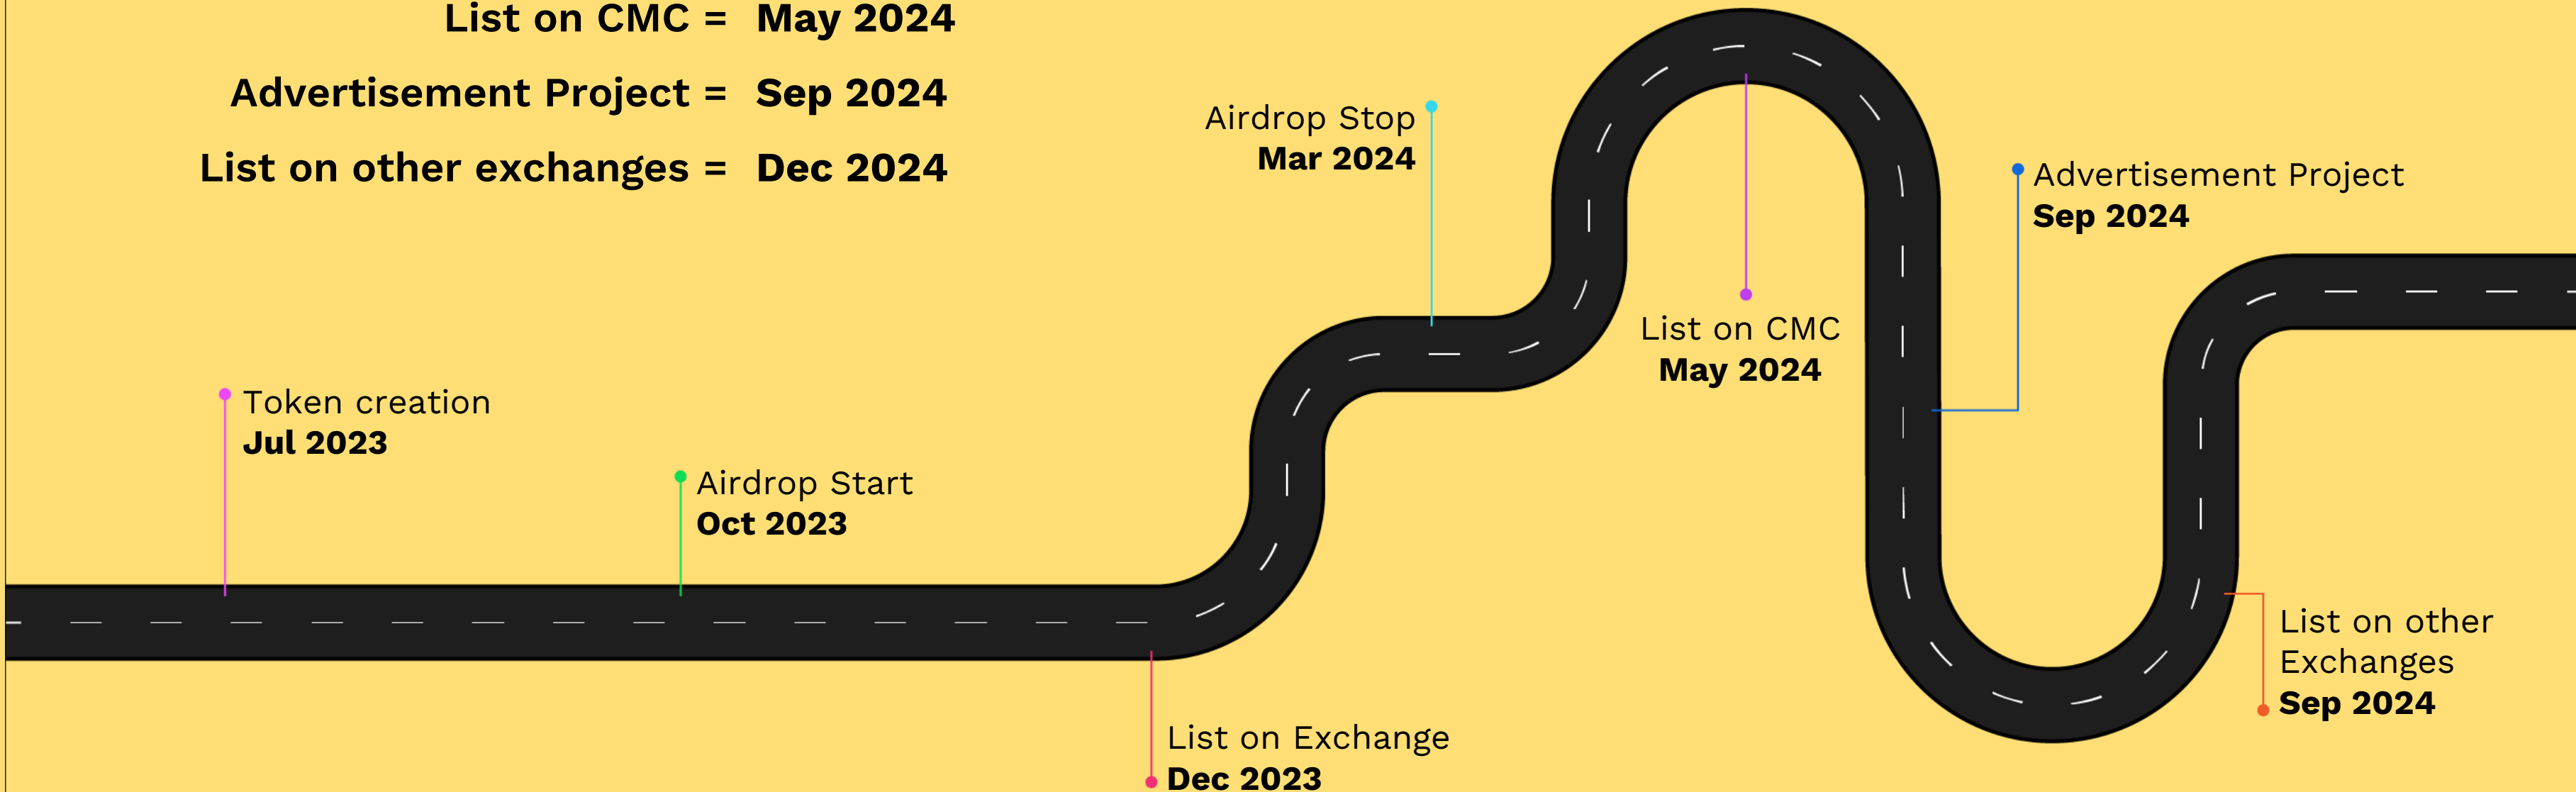 List on CMC = May 2024
Advertisement Project = Sep 2024
List on other exchanges = Dec 2024
Airdrop Stop
Mar 2024
Advertisement Project
Sep 2024
List on CMC
May 2024
Token creation
Jul 2023
Airdrop Start
Oct 2023
List on other
Exchanges
Sep 2024
List on Exchange
Dec 2023